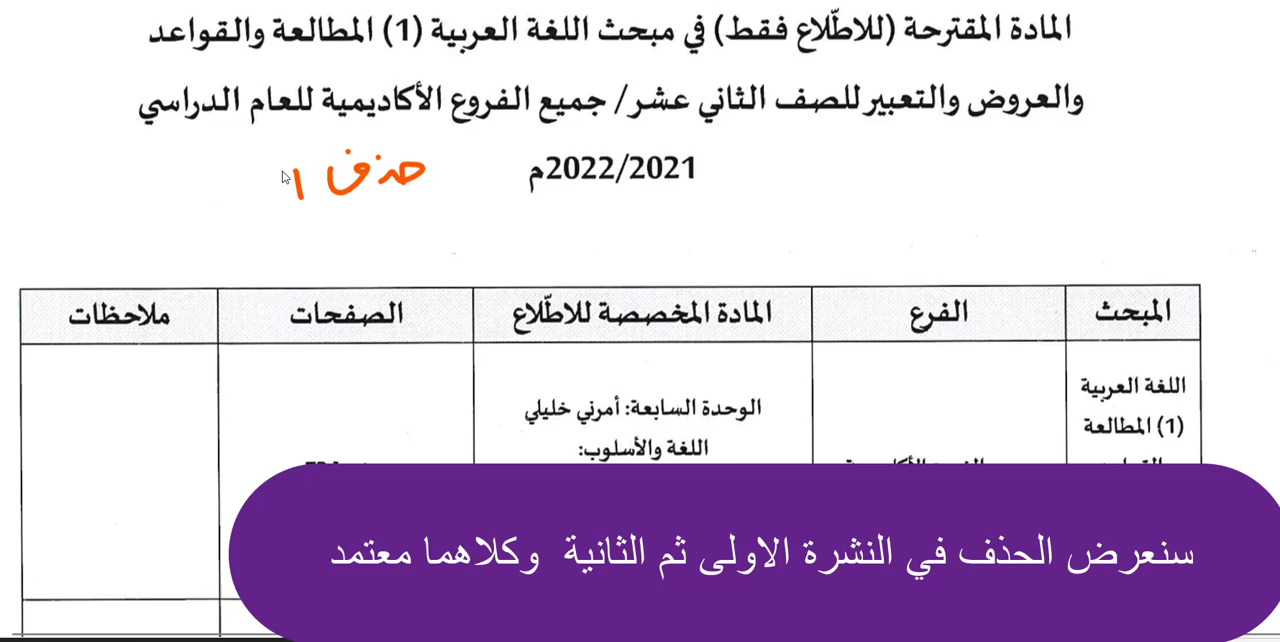 المادة المقترحة (للاطّلاع فقط) في مبحث اللغة العربية (1) المطالعة والقواعد
والعروض والتعبير للصف الثاني عشر/ جميع الفروع الأكاديمية للعام الدراسي
2022/2021م
حذف ١
المبحث الفرع المادة المخصصة للاطّلاع الصفحات ملاحظات
اللغة العربية
(1) المطالعة
الوحدة السابعة: أمرني خليلي
اللغة والأسلوب:
سنعرض الحذف في النشرة الاولى ثم الثانية وكلاهما معتمد